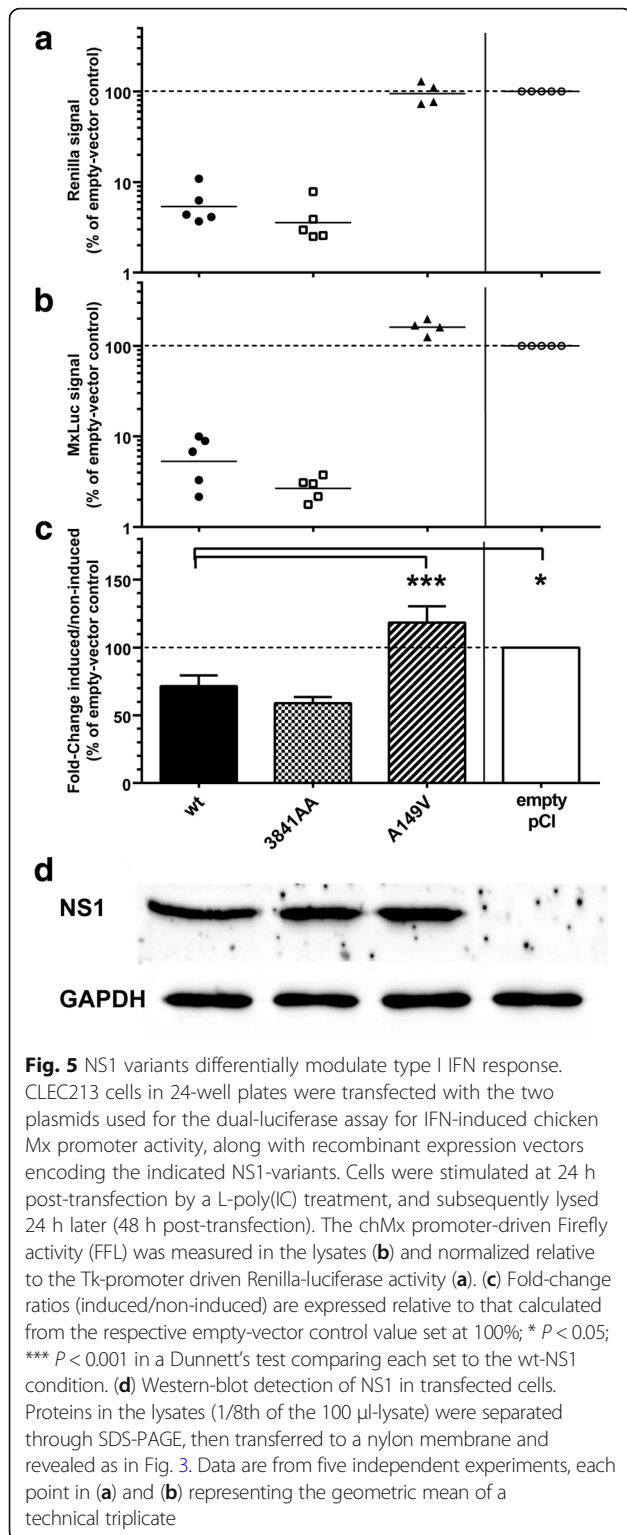 a
Renilla signal
(% of empty-vector control)
100
10
1
b
MxLuc signal
(% of empty-vector control)
100
10
1
c
Fold-Change induced/non-induced
(% of empty-vector control
150
100
50
0
***
*
wt
3841AA
A149V
empty
pCI
d
NS1
GAPDH
Fig. 5 NS1 variants differentially modulate type I IFN response.
CLEC213 cells in 24-well plates were transfected with the two
plasmids used for the dual-luciferase assay for IFN-induced chicken
Mx promoter activity, along with recombinant expression vectors
encoding the indicated NS1-variants. Cells were stimulated at 24 h
post-transfection by a L-poly(IC) treatment, and subsequently lysed
24 h later (48 h post-transfection). The chMx promoter-driven Firefly
activity (FFL) was measured in the lysates (b) and normalized relative
to the Tk-promoter driven Renilla-luciferase activity (a). (c) Fold-change
ratios (induced/non-induced) are expressed relative to that calculated
from the respective empty-vector control value set at 100%; * P < 0.05;
*** P < 0.001 in a Dunnett's test comparing each set to the wt-NS1
condition. (d) Western-blot detection of NS1 in transfected cells.
Proteins in the lysates (1/8th of the 100 μl-lysate) were separated
through SDS-PAGE, then transferred to a nylon membrane and
revealed as in Fig. 3. Data are from five independent experiments, each
point in (a) and (b) representing the geometric mean of a
technical triplicate